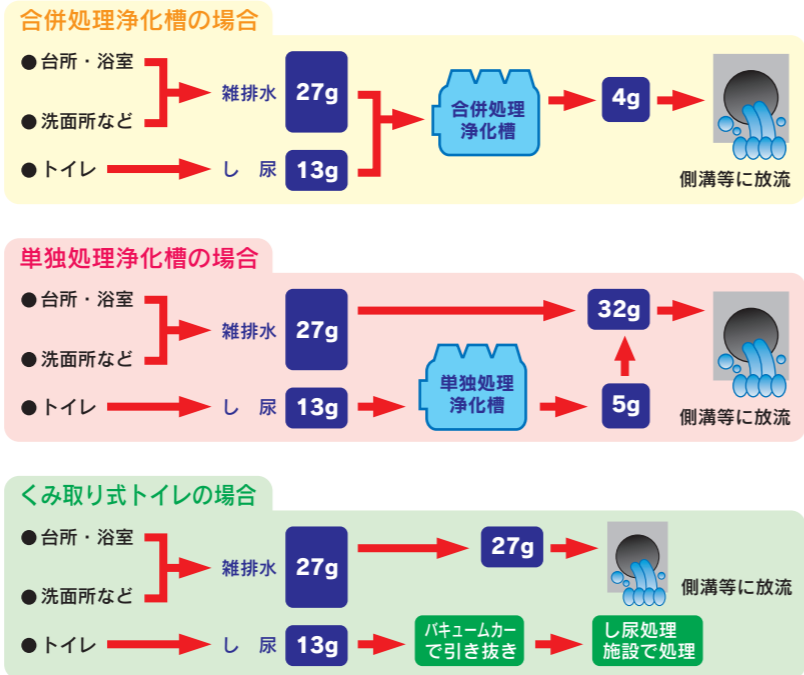 合併処理浄化槽の場合
●台所・浴室
●洗面所など
雑排水
27g
●トイレ
し 尿
13g
合併処理
浄化槽
4g
側溝等に放流
単独処理浄化槽の場合
●台所・浴室
●洗面所など
雑排水
27g
●トイレ
し 尿
13g
単独処理
浄化槽
5g
32g
側溝等に放流
くみ取り式トイレの場合
●台所・浴室
●洗面所など
雑排水
27g
27g
側溝等に放流
●トイレ
し 尿
13g
バキュームカー
で引き抜き
し尿処理
施設で処理